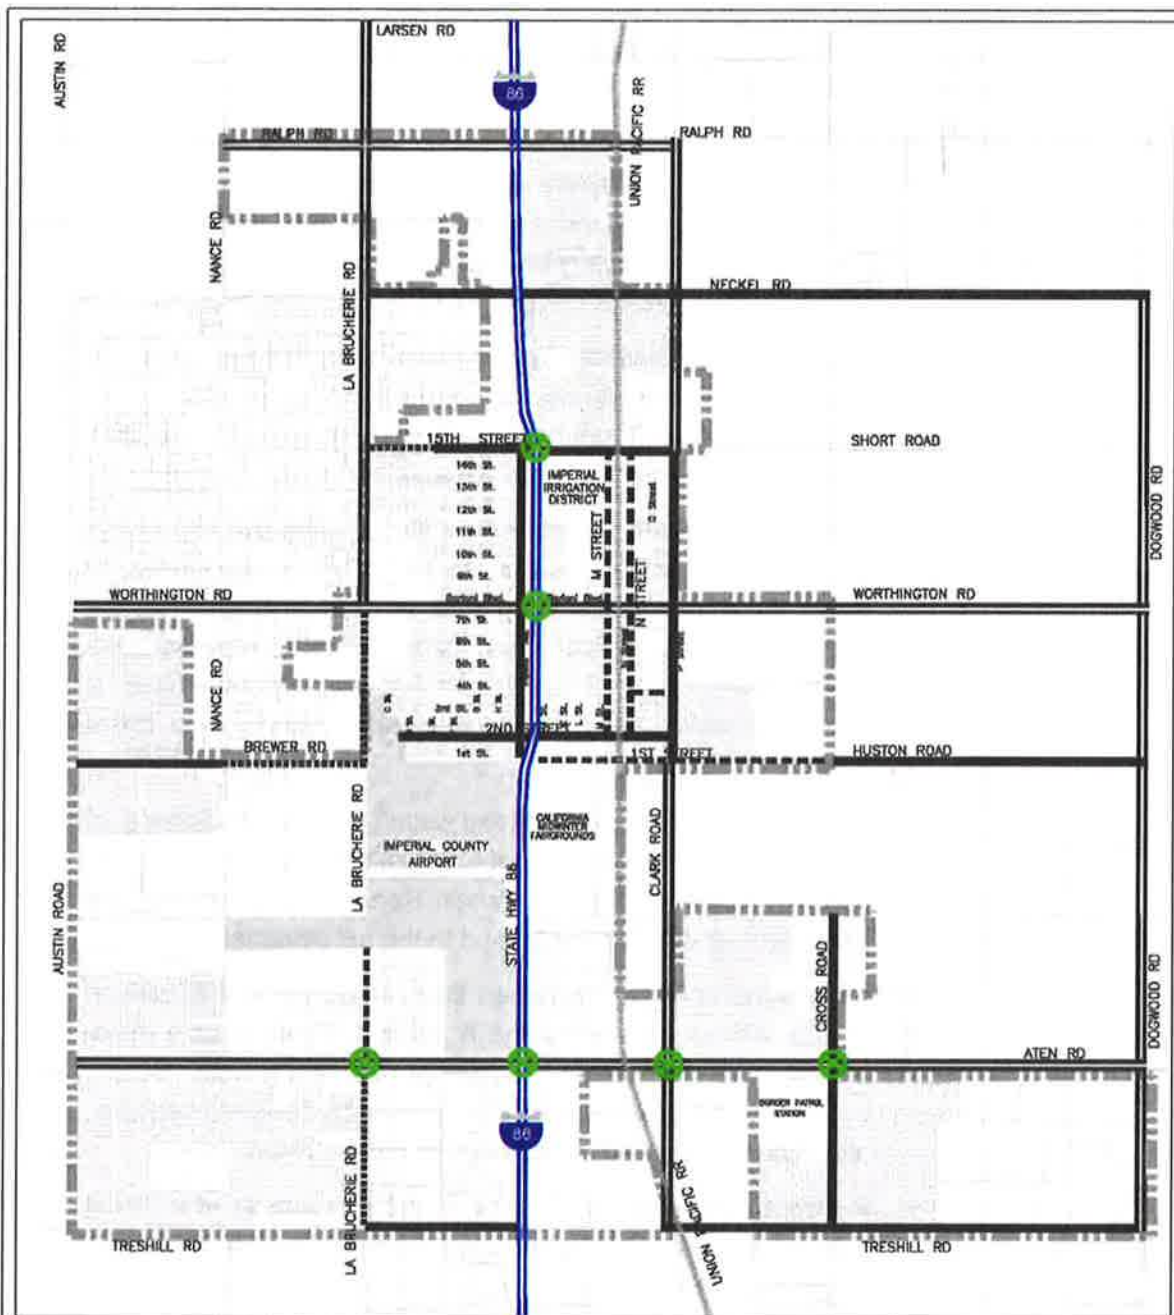 LARSEN RD
AUSTIN RD
86
UNION PACIFIC RR
RALPH RD
RALPH RD
NANCE RD
LA BRUCHERIE RD
NECKEL RD
15TH STREET
SHORT ROAD
14th St.
13th St.
12th St.
11th St.
10th St.
9th St.
IMPERIAL
IRRIGATION
DISTRICT
M STREET
N STREET
DOGWOOD RD
WORTHINGTON RD
WORTHINGTON RD
7th St.
6th St.
5th St.
4th St.
NANCE RD
2nd St.
2ND STREET
BREWER RD
1st St.
1ST STREET
HUSTON ROAD
LA BRUCHERIE RD
CALIFORNIA
MIDWINTER
FAIRGROUNDS
IMPERIAL COUNTY
AIRPORT
CLARK ROAD
STATE HWY 86
AUSTIN ROAD
CROSS ROAD
DOGWOOD RD
ATEN RD
BORDER PATROL
STATION
86
LA BRUCHERIE RD
UNION PACIFIC RR
TRESHILL RD
TRESHILL RD